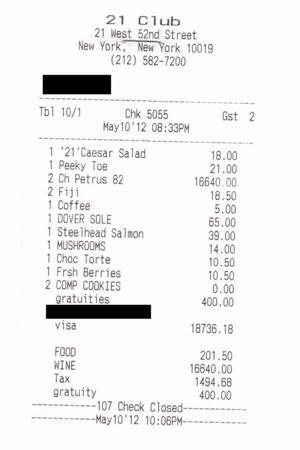 21 Club
21 West 52nd Street
New York, New York 10019
(212) 582-7200
Tbl 10/1 Chk 5055 Gst 2
May10'12 08:33PM
1 '21'Caesar Salad 18.00
1 Peeky Toe 21.00
2 Ch Petrus 82 16640.00
2 Fiji 18.50
1 Coffee 5.00
1 DOVER SOLE 65.00
1 Steelhead Salmon 39.00
1 MUSHROOMS 14.00
1 Choc Torte 10.50
1 Frsh Berries 10.50
2 COMP COOKIES 0.00
gratuities 400.00
visa 18736.18
FOOD 201.50
WINE 16640.00
Tax 1494.68
gratuity 400.00
------------107 Check Closed------------
------------May10'12 10:06PM------------